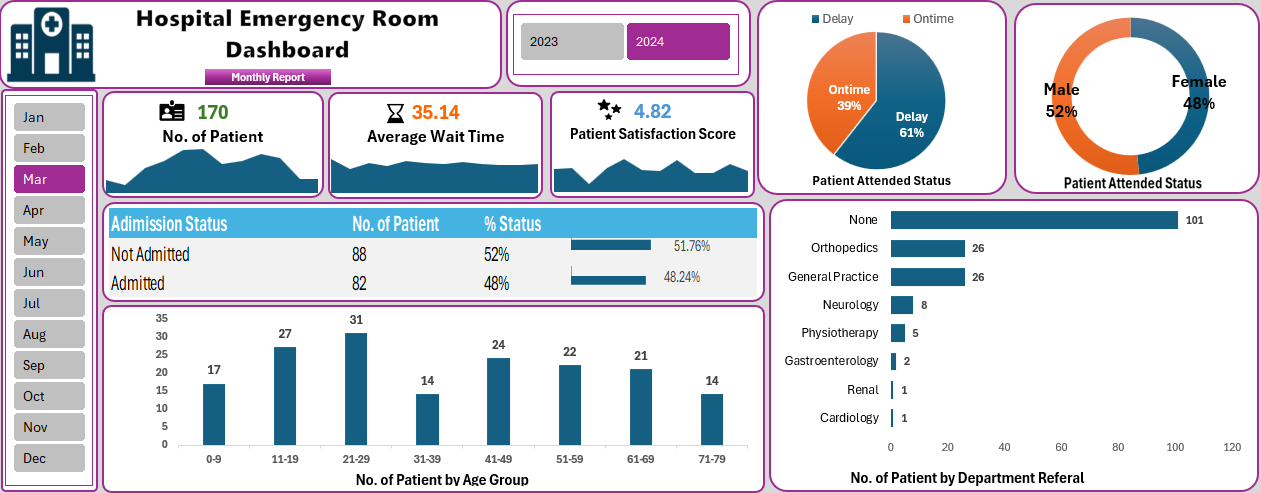 Hospital Emergency Room
Dashboard
Monthly Report
2023
2024
Jan
Feb
Mar
Apr
May
Jun
Jul
Aug
Sep
Oct
Nov
Dec
170
No. of Patient
35.14
Average Wait Time
4.82
Patient Satisfaction Score
Delay
Ontime
Ontime
39%
Delay
61%
Patient Attended Status
Male
52%
Female
48%
Patient Attended Status
Admission Status No. of Patient % Status
Not Admitted 88 52% 51.76%
Admitted 82 48% 48.24%
35
30
25
20
15
10
5
0
17
27
31
14
24
22
21
14
0-9 11-19 21-29 31-39 41-49 51-59 61-69 71-79
No. of Patient by Age Group
None 101
Orthopedics 26
General Practice 26
Neurology 8
Physiotherapy 5
Gastroenterology 2
Renal 1
Cardiology 1
0 20 40 60 80 100 120
No. of Patient by Department Referal